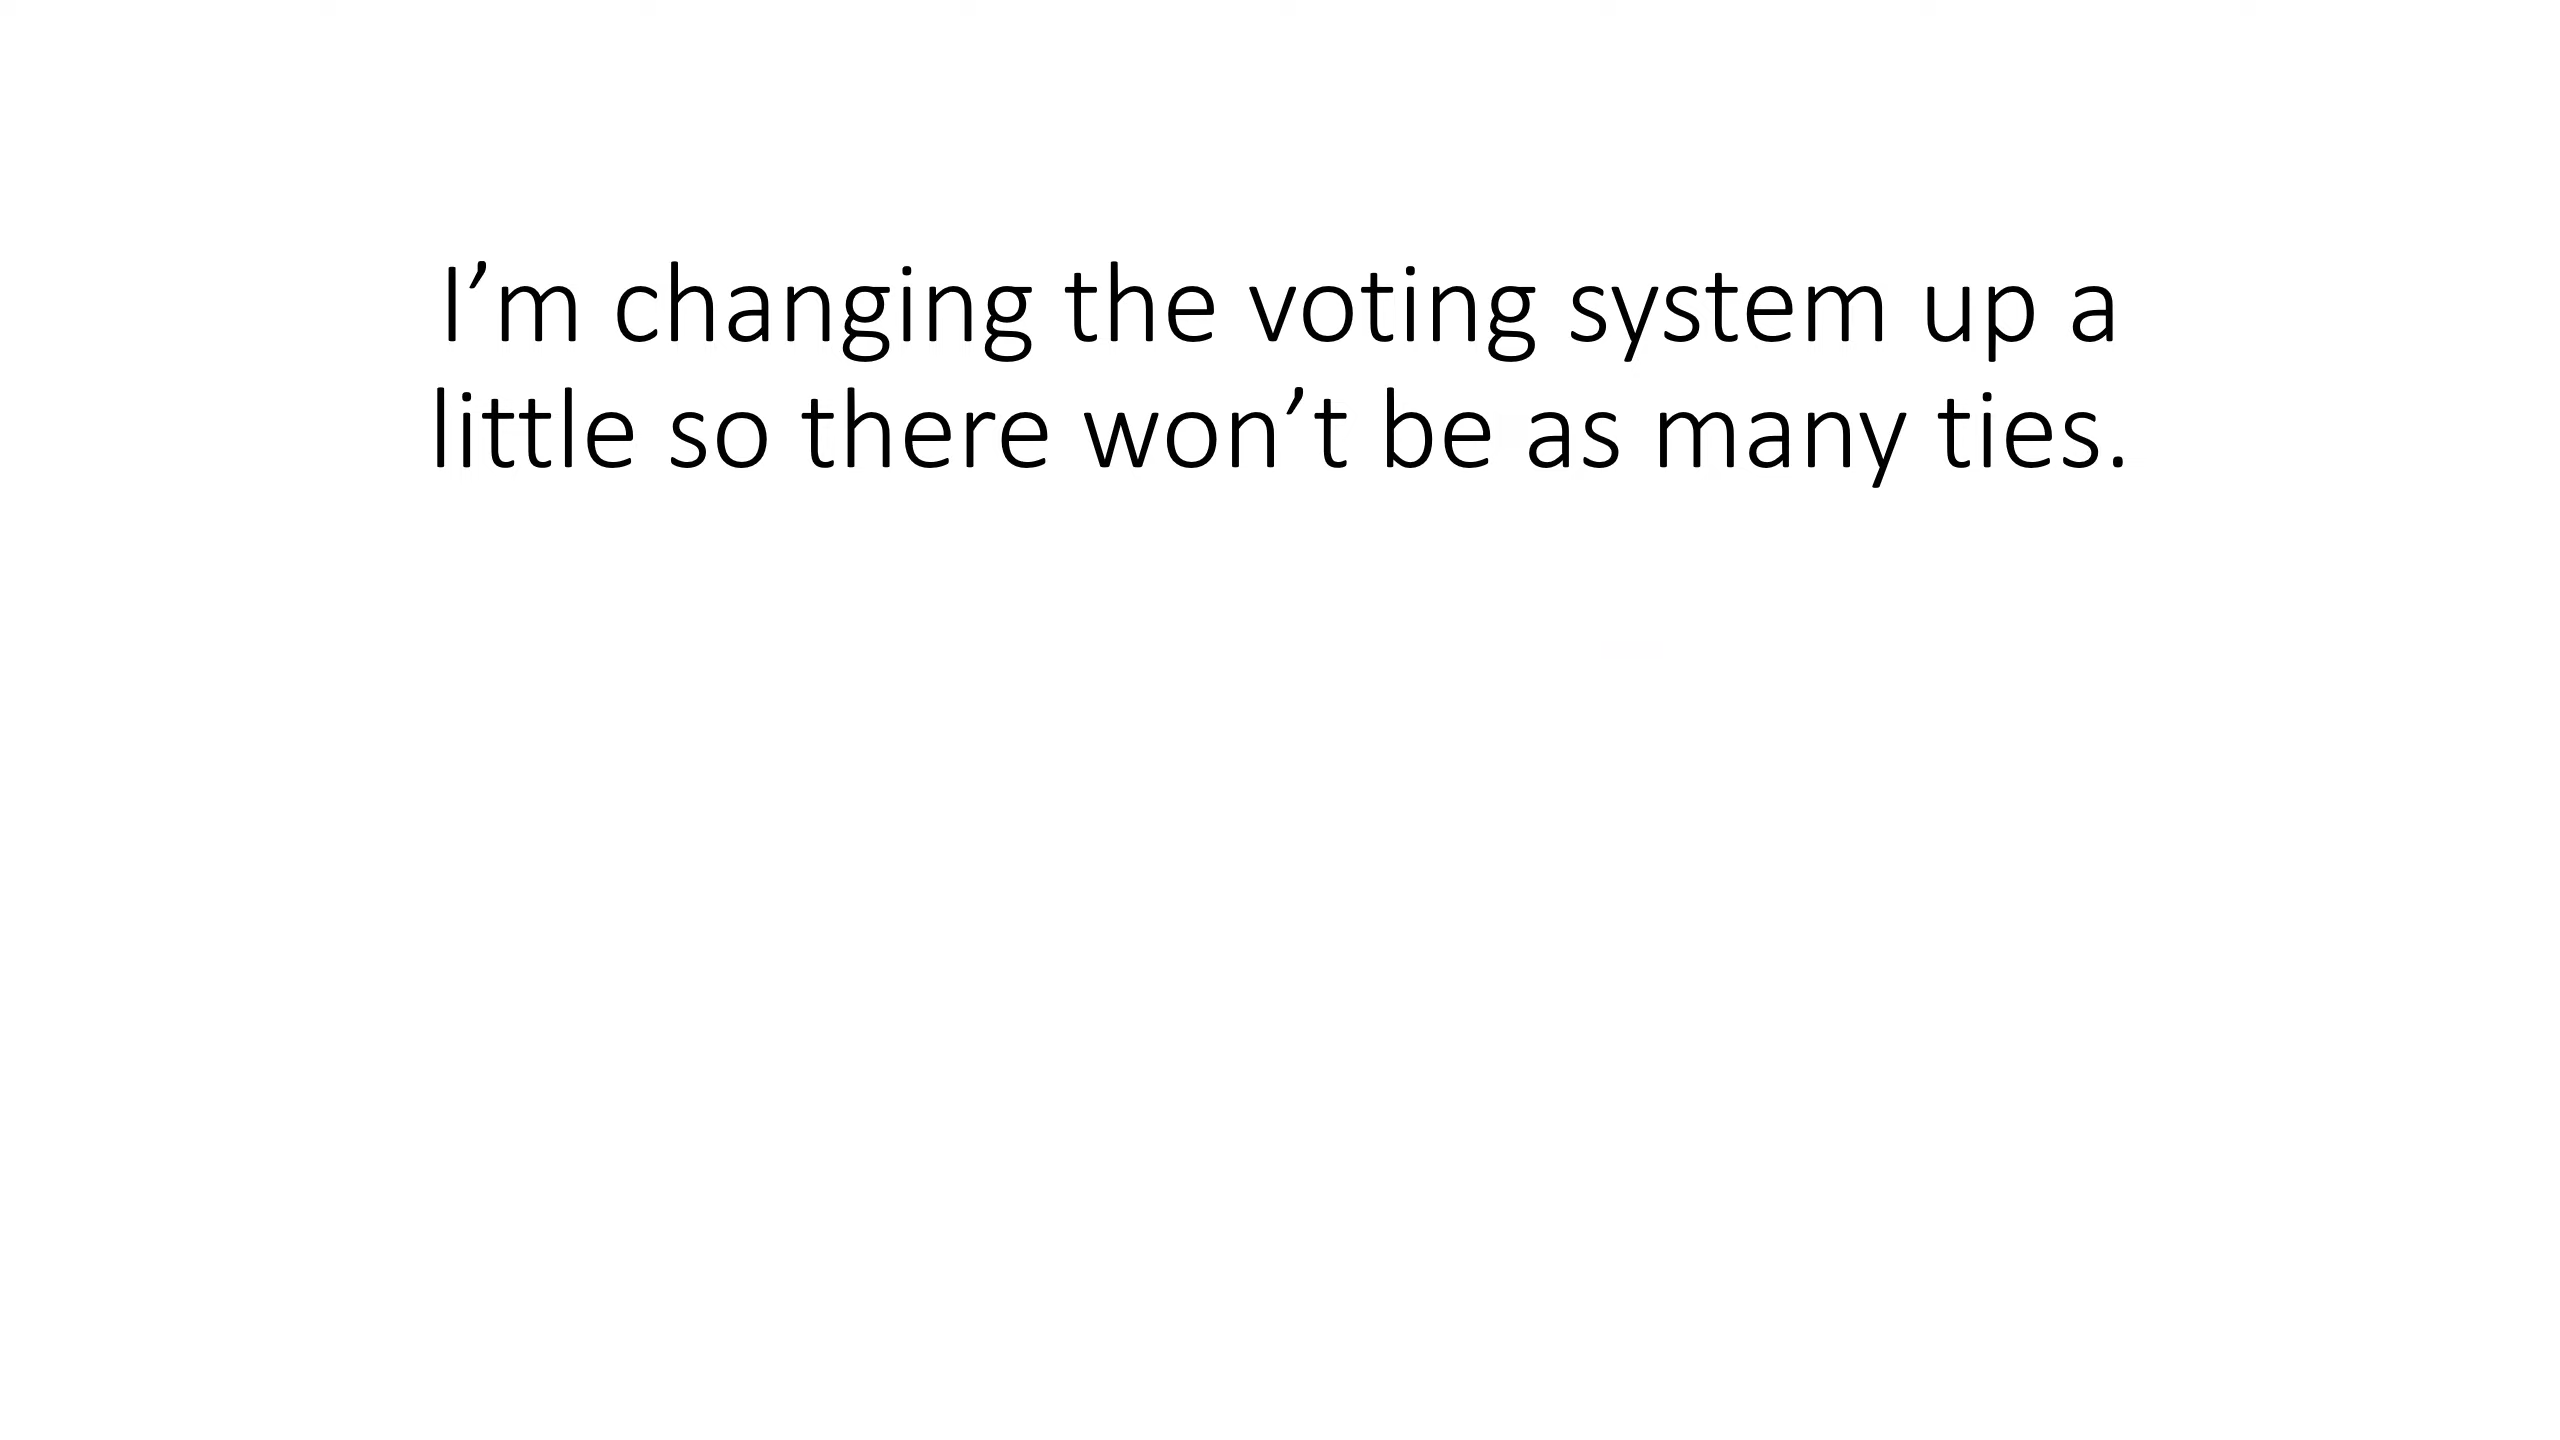 I’m changing the voting system up a
little so there won’t be as many ties.